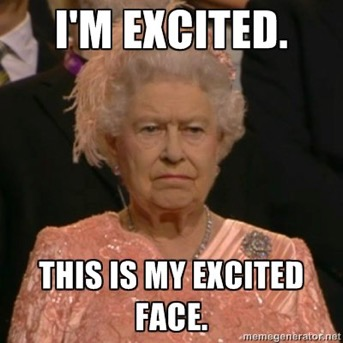 I'M EXCITED.
THIS IS MY EXCITED
FACE.
memegenerator.net